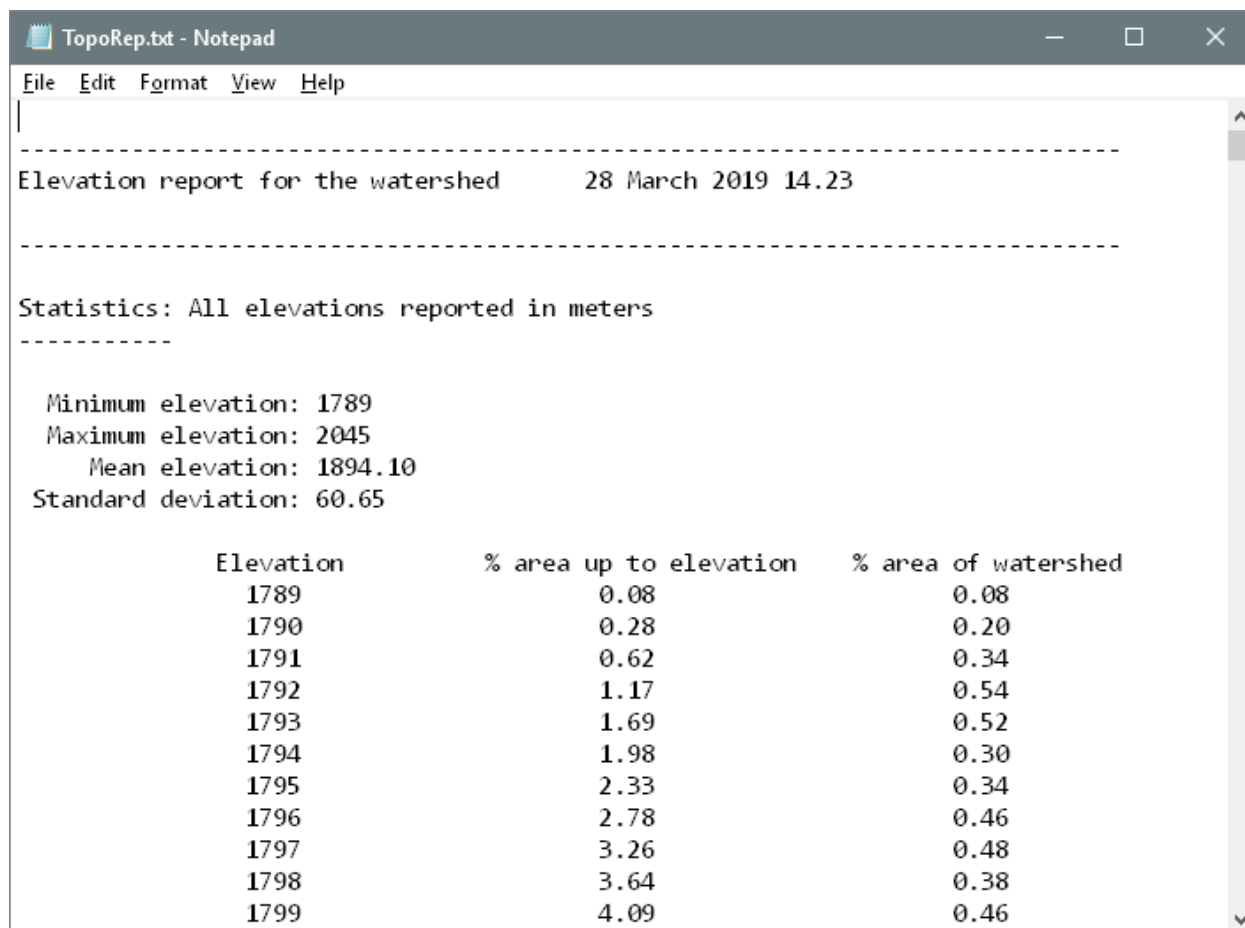 TopoRep.txt - Notepad
File Edit Format View Help
-----------------------------------------------------------------------------
Elevation report for the watershed      28 March 2019 14.23
-----------------------------------------------------------------------------
Statistics: All elevations reported in meters
-----------
Minimum elevation: 1789
Maximum elevation: 2045
Mean elevation: 1894.10
Standard deviation: 60.65
Elevation % area up to elevation % area of watershed
1789 0.08 0.08
1790 0.28 0.20
1791 0.62 0.34
1792 1.17 0.54
1793 1.69 0.52
1794 1.98 0.30
1795 2.33 0.34
1796 2.78 0.46
1797 3.26 0.48
1798 3.64 0.38
1799 4.09 0.46